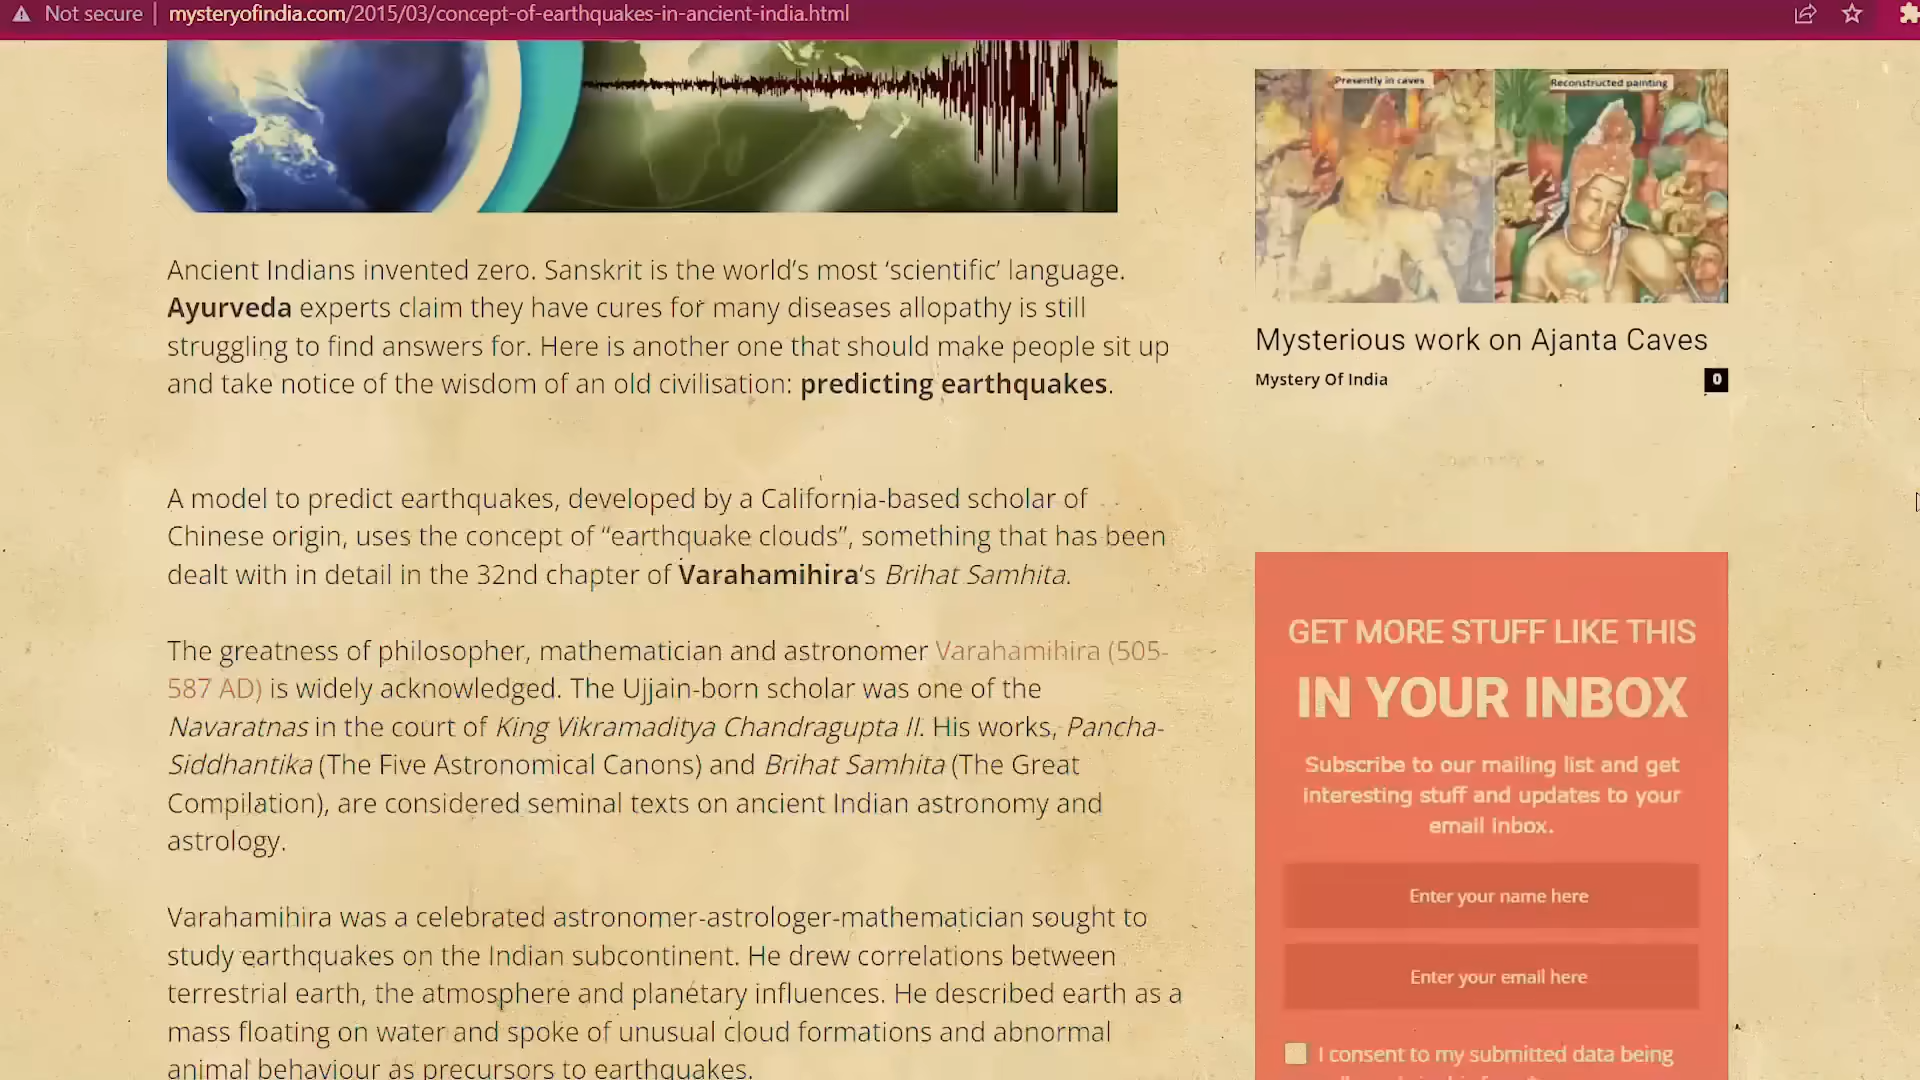 Not secure | mysteryofindia.com/2015/03/concept-of-earthquakes-in-ancient-india.html
Presently in caves
Reconstructed painting
Ancient Indians invented zero. Sanskrit is the world’s most ‘scientific’ language.
Ayurveda experts claim they have cures for many diseases allopathy is still
struggling to find answers for. Here is another one that should make people sit up
and take notice of the wisdom of an old civilisation: predicting earthquakes.
A model to predict earthquakes, developed by a California-based scholar of
Chinese origin, uses the concept of “earthquake clouds”, something that has been
dealt with in detail in the 32nd chapter of Varahamihira‘s Brihat Samhita.
The greatness of philosopher, mathematician and astronomer Varahamihira (505-
587 AD) is widely acknowledged. The Ujjain-born scholar was one of the
Navaratnas in the court of King Vikramaditya Chandragupta II. His works, Pancha-
Siddhantika (The Five Astronomical Canons) and Brihat Samhita (The Great
Compilation), are considered seminal texts on ancient Indian astronomy and
astrology.
Varahamihira was a celebrated astronomer-astrologer-mathematician sought to
study earthquakes on the Indian subcontinent. He drew correlations between
terrestrial earth, the atmosphere and planetary influences. He described earth as a
mass floating on water and spoke of unusual cloud formations and abnormal
animal behaviour as precursors to earthquakes.
Mysterious work on Ajanta Caves
Mystery Of India
0
GET MORE STUFF LIKE THIS
IN YOUR INBOX
Subscribe to our mailing list and get
interesting stuff and updates to your
email inbox.
Enter your name here
Enter your email here
I consent to my submitted data being